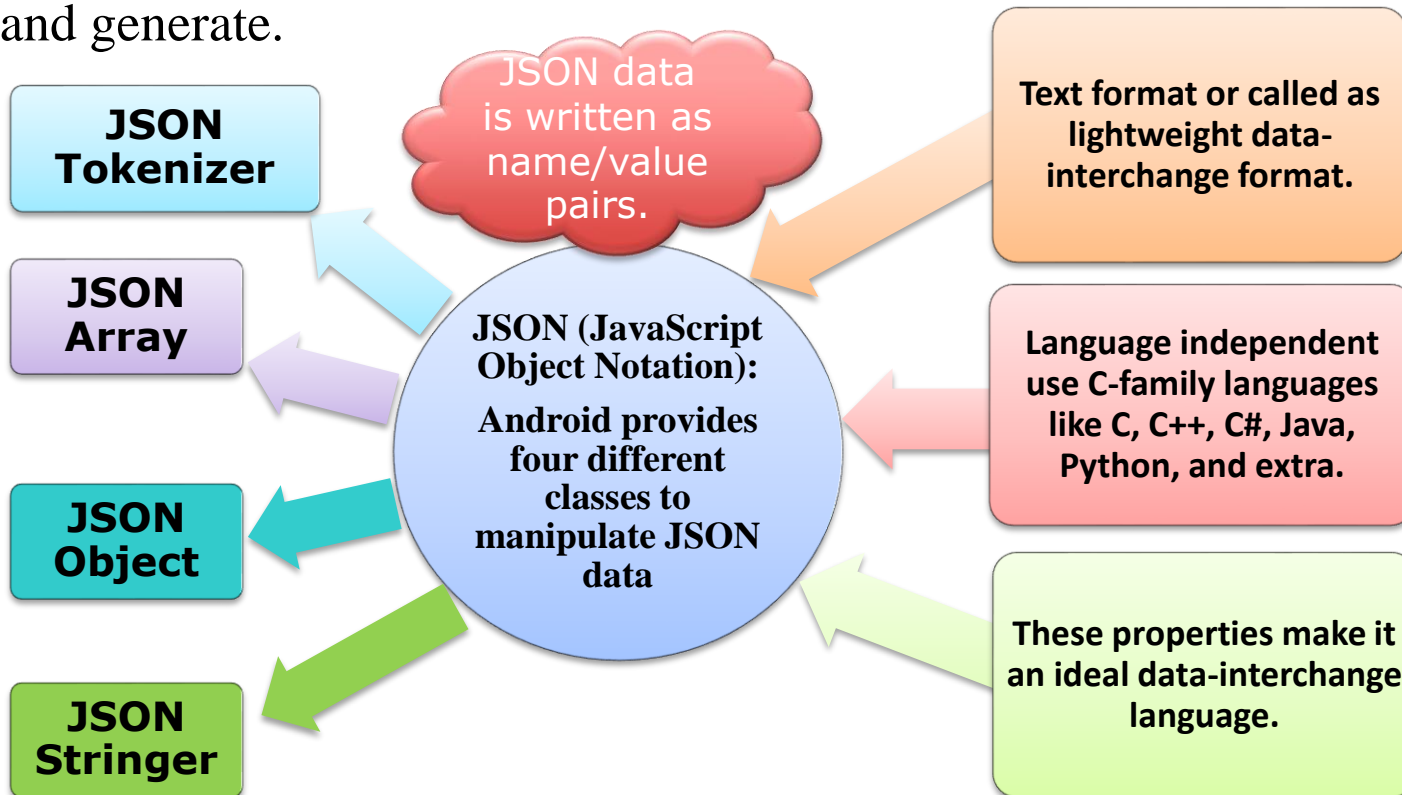 and generate.
JSON
Tokenizer
JSON
Array
JSON
Object
JSON
Stringer
JSON data
is written as
name/value
pairs.
JSON (JavaScript
Object Notation):
Android provides
four different
classes to
manipulate JSON
data
Text format or called as
lightweight data-
interchange format.
Language independent
use C-family languages
like C, C++, C#, Java,
Python, and extra.
These properties make it
an ideal data-interchange
language.